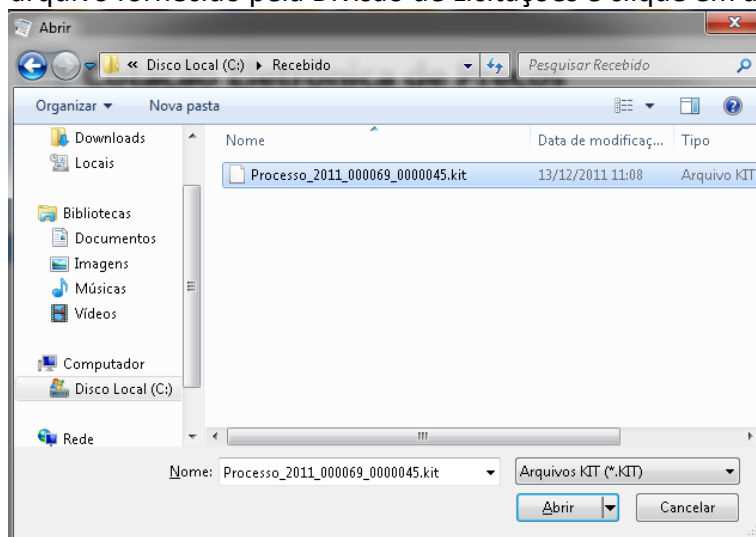 arquivo fornecido pela Divisão de Licitações e clique em a
Abrir
« Disco Local (C:) Recebido
Pesquisar Recebido
Organizar Nova pasta
Nome Data de modificaç... Tipo
Downloads
Locais
Processo_2011_000069_0000045.kit 13/12/2011 11:08 Arquivo KIT
Bibliotecas
Documentos
Imagens
Músicas
Vídeos
Computador
Disco Local (C:)
Rede
Nome: Processo_2011_000069_0000045.kit Arquivos KIT (*.KIT)
Abrir Cancelar